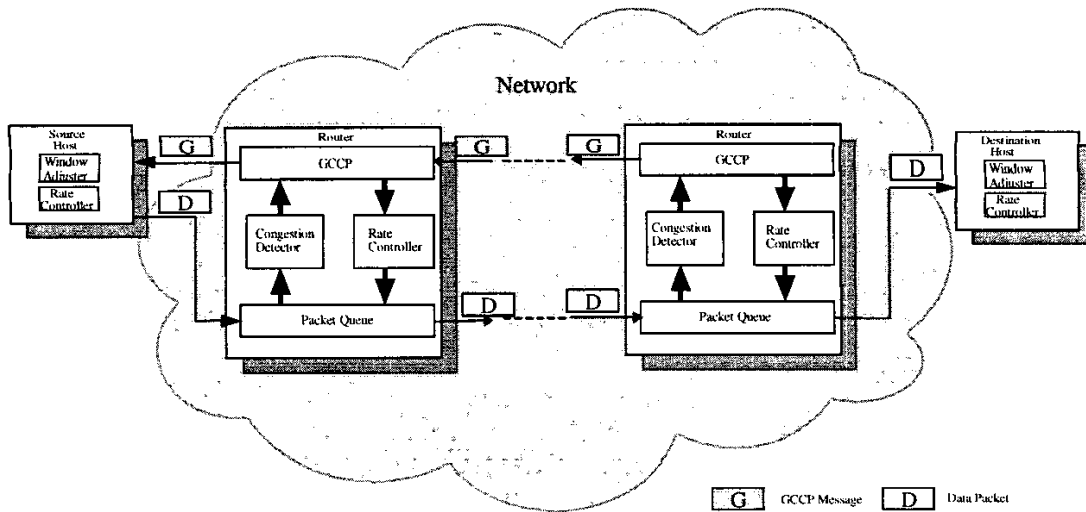 Network
Source
Host
Window
Adjuster
Rate
Controller
G
D
Router
GCCP
Congestion
Detector
Rate
Controller
Packet Queue
G
D
G
D
Router
GCCP
Congestion
Detector
Rate
Controller
Packet Queue
D
Destination
Host
Window
Adjuster
Rate
Controller
G GCCP Message D Data Packet